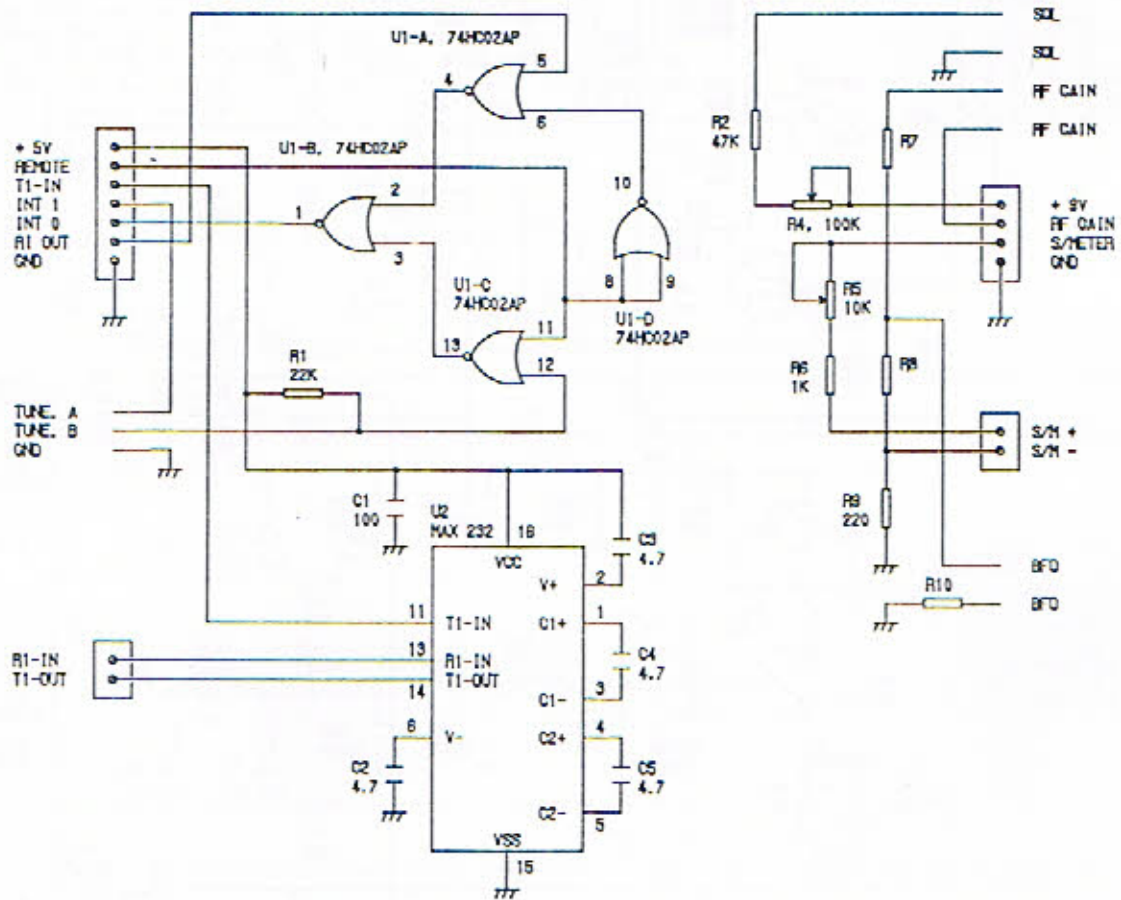 SQL
U1-A, 74HC02AP
5
4
SQL
RF GAIN
6
R2
47K
RF GAIN
R7
+ 5V
U1-B, 74HC02AP
REMOTE
T1-IN
2
10
INT 1
1
+ 9V
INT 0
R4, 100K
RF GAIN
R1 OUT
3
S/METER
GND
8
9
GND
U1-C
74HC02AP
R5
10K
U1-D
74HC02AP
11
13
12
R1
22K
R6
1K
R8
TUNE. A
TUNE. B
S/M +
GND
S/M -
C1
100
U2
MAX 232
16
R9
220
C3
4.7
VCC
V+
2
BFO
R10
11
T1-IN
C1+
1
BFO
13
R1-IN
R1-IN
C4
4.7
T1-OUT
T1-OUT
14
C1-
3
6
V-
C2+
4
C2
4.7
C5
4.7
C2-
5
VSS
15